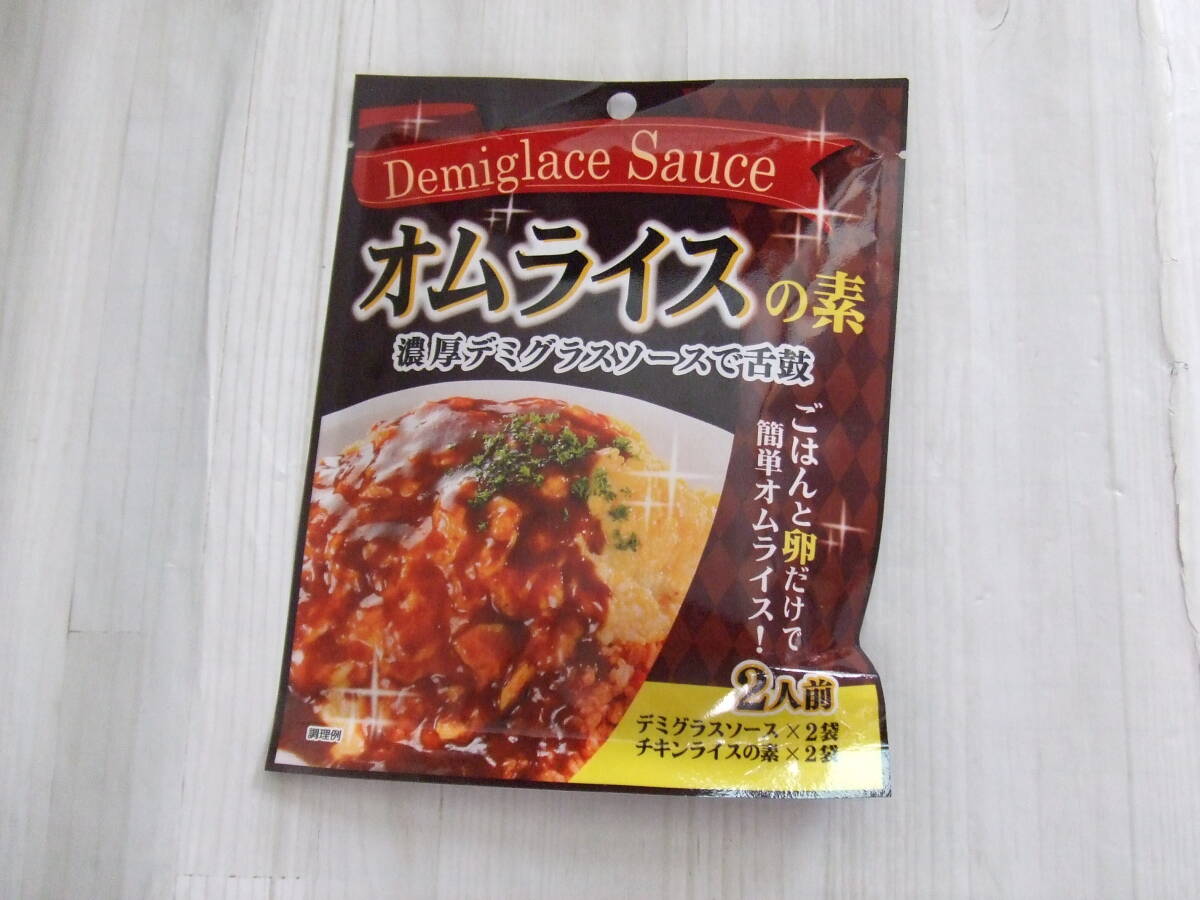 Demiglace Sauce
オムライスの素
濃厚デミグラスソースで舌鼓
ごはんと卵だけで
簡単オムライス！
2人前
デミグラスソース×2袋
チキンライスの素×2袋
調理例